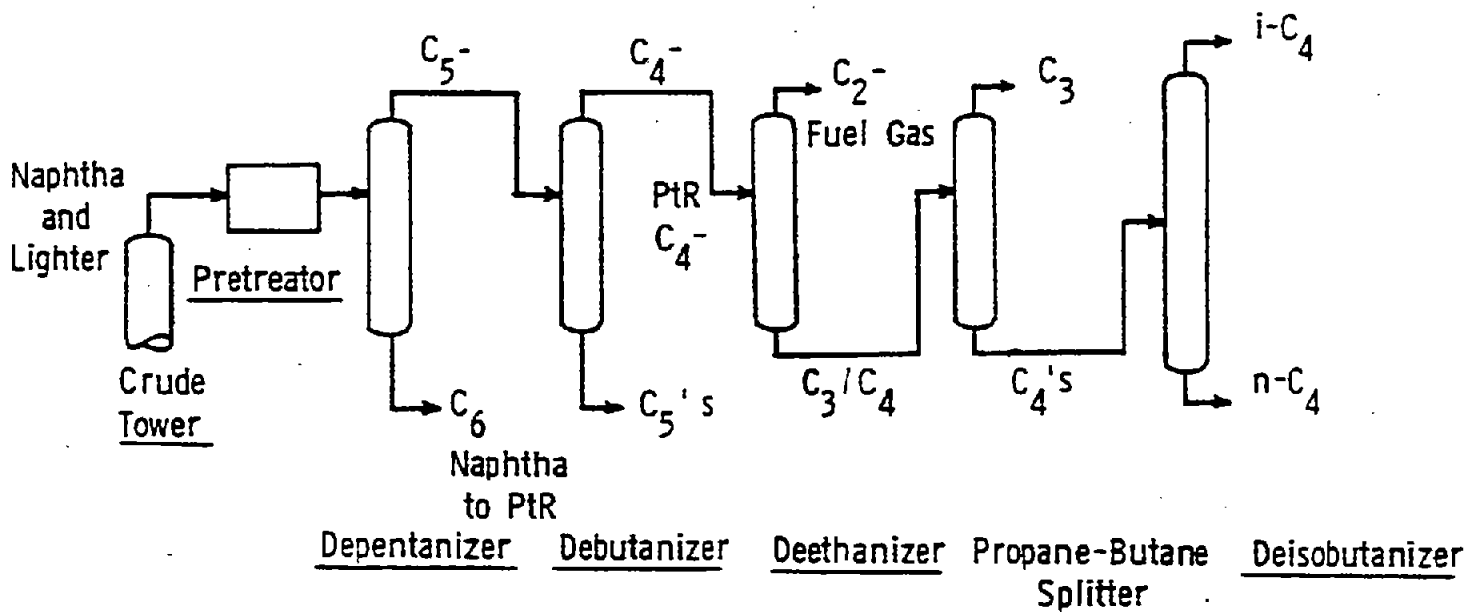 Naphtha
and
Lighter
Crude
Tower
Pretreator
C5-
C6
Naphtha
to PtR
Depentanizer
C4-
C5's
Debutanizer
PtR
C4-
C2-
Fuel Gas
C3/C4
Deethanizer
C3
C4's
Propane-Butane
Splitter
i-C4
n-C4
Deisobutanizer